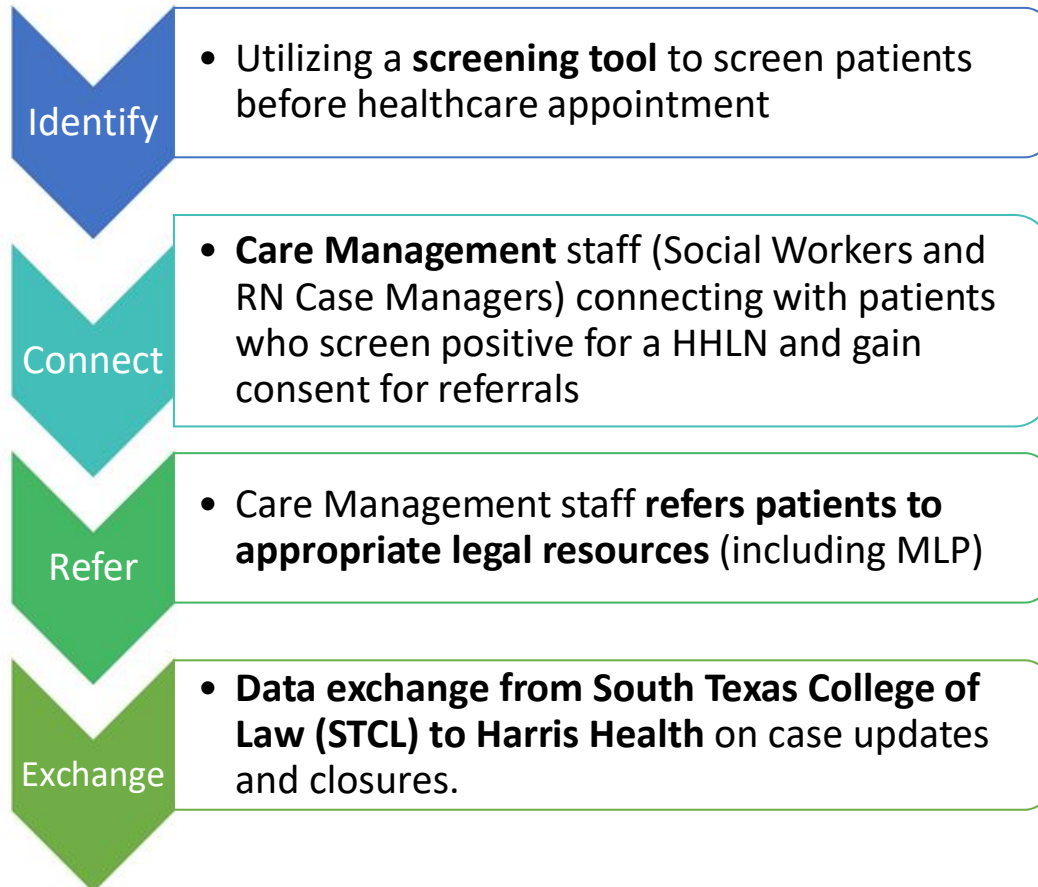 Identify
• Utilizing a screening tool to screen patients
before healthcare appointment
Connect
• Care Management staff (Social Workers and
RN Case Managers) connecting with patients
who screen positive for a HHLN and gain
consent for referrals
Refer
• Care Management staff refers patients to
appropriate legal resources (including MLP)
Exchange
• Data exchange from South Texas College of
Law (STCL) to Harris Health on case updates
and closures.